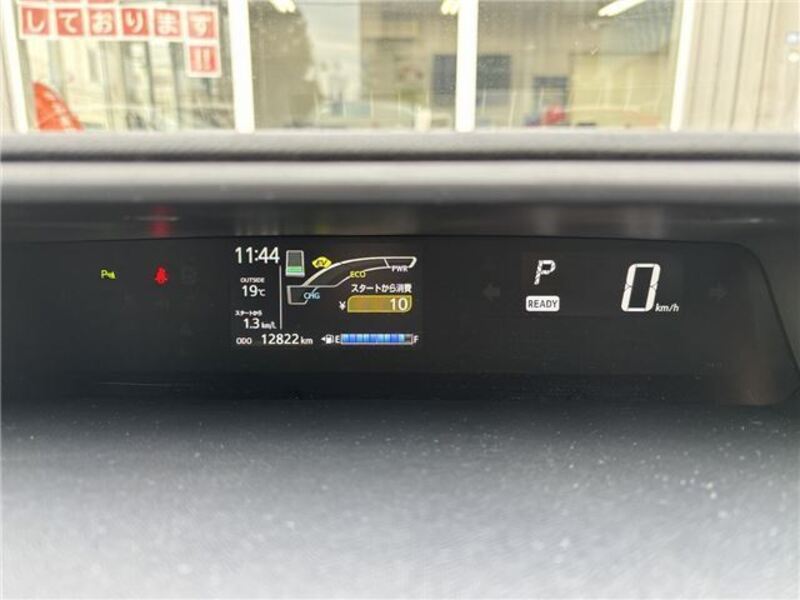 しております
!!
11:44
EV
PWR
ECO
CHG
OUTSIDE
19℃
スタートから消費
¥ 10
スタートから
1.3 km/L
ODO 12822 km
E F
P
READY
0 km/h
P